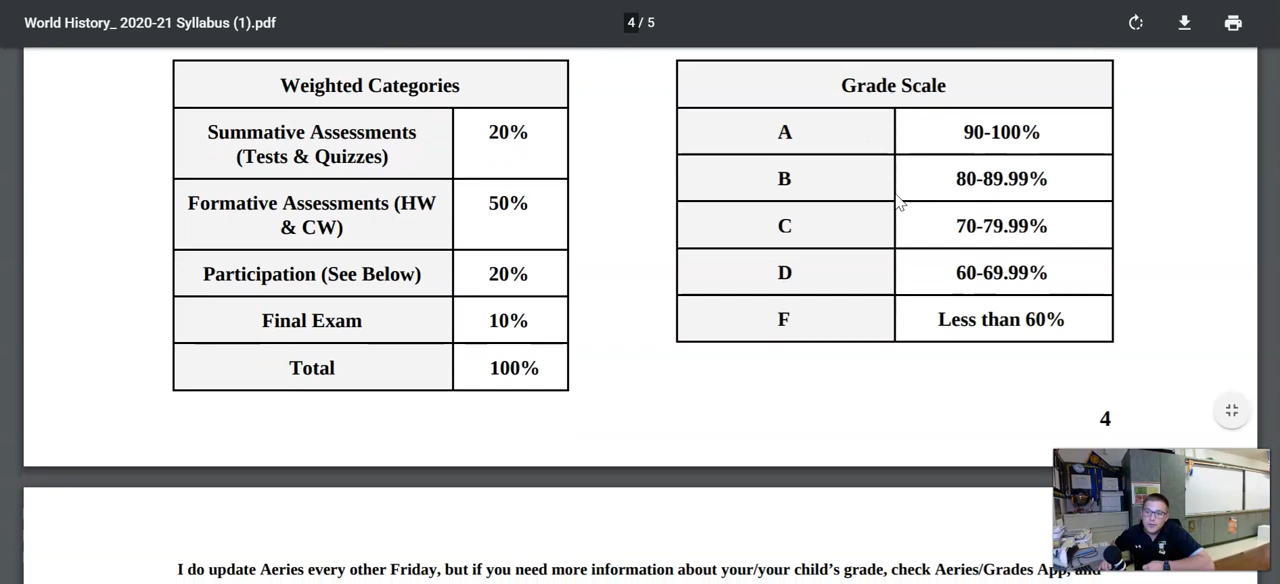 World History_ 2020-21 Syllabus (1).pdf
4 / 5
Weighted Categories
Summative Assessments
(Tests & Quizzes)
20%
Formative Assessments (HW
& CW)
50%
Participation (See Below)
20%
Final Exam
10%
Total
100%
Grade Scale
A
90-100%
B
80-89.99%
C
70-79.99%
D
60-69.99%
F
Less than 60%
4
I do update Aeries every other Friday, but if you need more information about your/your child's grade, check Aeries/Grades App, and